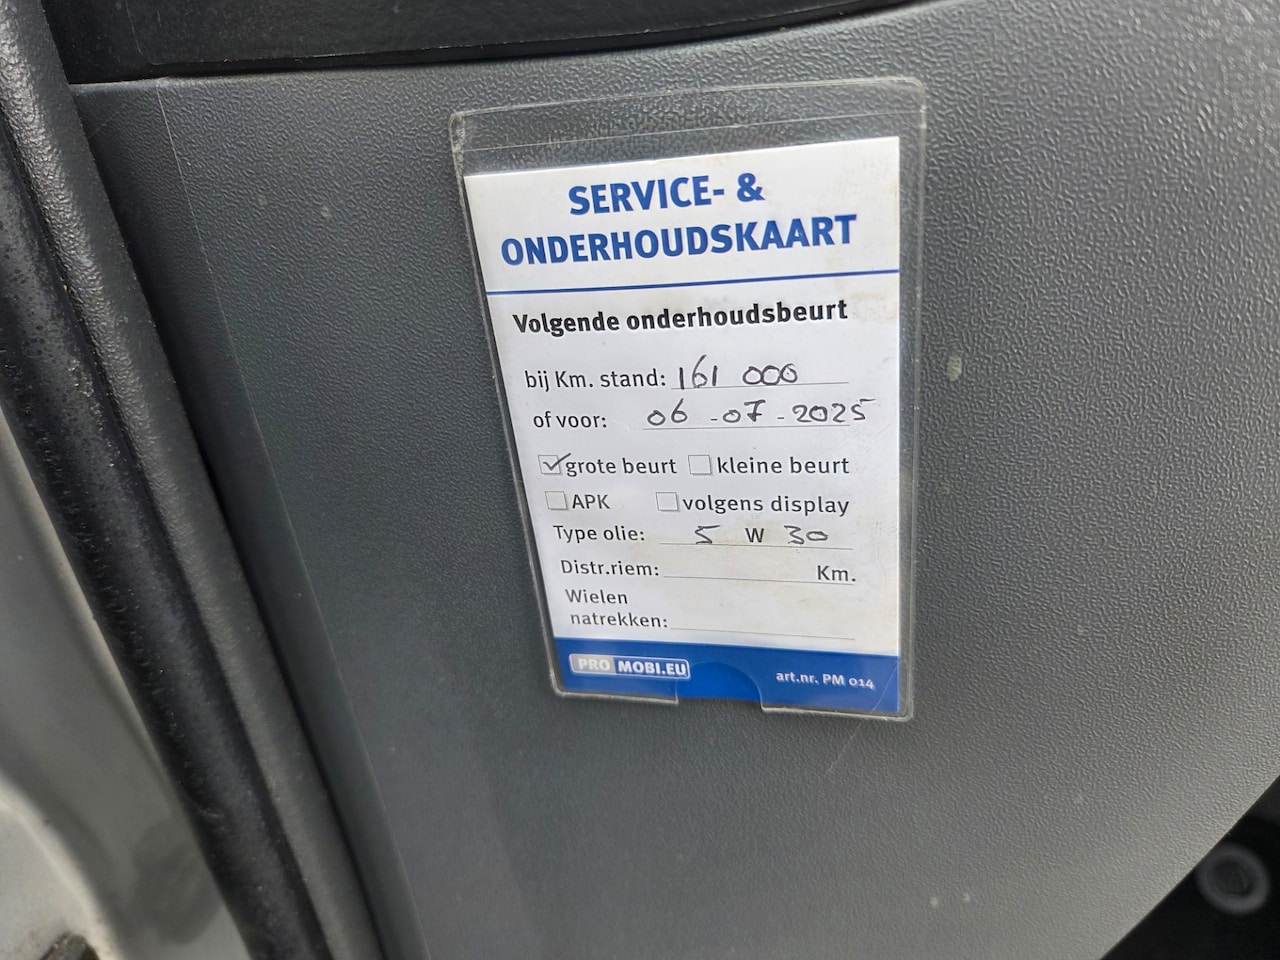 SERVICE- &
ONDERHOUDSKAART
Volgende onderhoudsbeurt
bij Km. stand: 161 000
of voor: 06 - 07 - 2025
grote beurt kleine beurt
APK volgens display
Type olie: 5 W 30
Distr.riem: Km.
Wielen
natrekken:
PRO MOBI.EU art.nr. PM 014